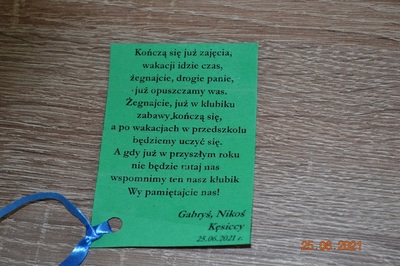 Kończą się już zajęcia,
wakacji idzie czas,
żegnajcie, drogie panie,
już opuszczamy was.
Żegnajcie, już w klubiku
zabawy kończą się,
a po wakacjach w przedszkolu
będziemy uczyć się.
A gdy już w przyszłym roku
nie będzie tutaj nas
wspomnimy ten nasz klubik
Wy pamiętajcie nas!
Gabryś, Nikoś
Kęsiccy
25.06.2021 r.
25.06.2021